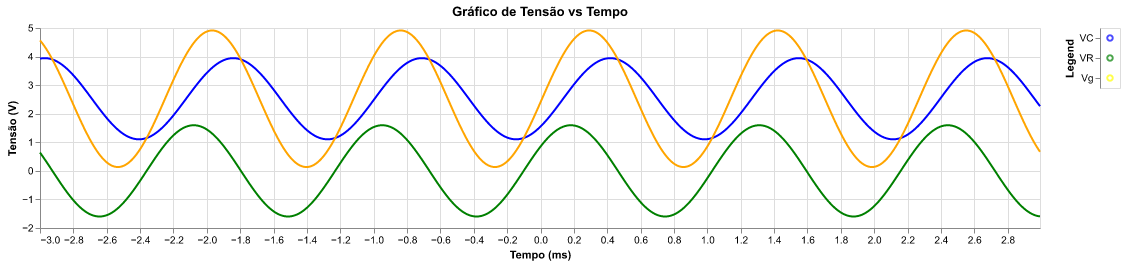 Gráfico de Tensão vs Tempo
Tensão (V)
5
4
3
2
1
0
−1
−2
−3.0 −2.8 −2.6 −2.4 −2.2 −2.0 −1.8 −1.6 −1.4 −1.2 −1.0 −0.8 −0.6 −0.4 −0.2 0.0 0.2 0.4 0.6 0.8 1.0 1.2 1.4 1.6 1.8 2.0 2.2 2.4 2.6 2.8
Tempo (ms)
Legend
VC
VR
Vg